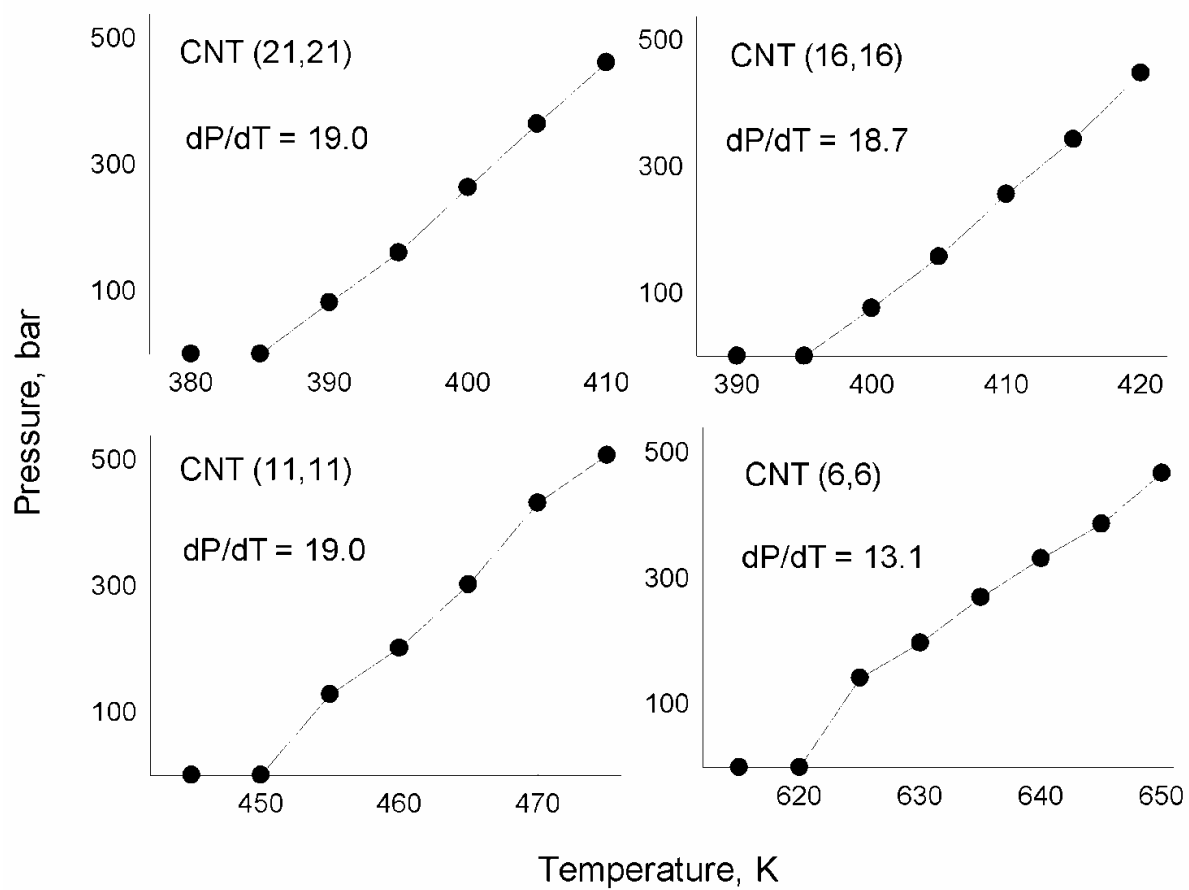 500
CNT (21,21)
dP/dT = 19.0
300
100
380 390 400 410
500
CNT (16,16)
dP/dT = 18.7
300
100
390 400 410 420
Pressure, bar
500
CNT (11,11)
dP/dT = 19.0
300
100
450 460 470
500
CNT (6,6)
dP/dT = 13.1
300
100
620 630 640 650
Temperature, K